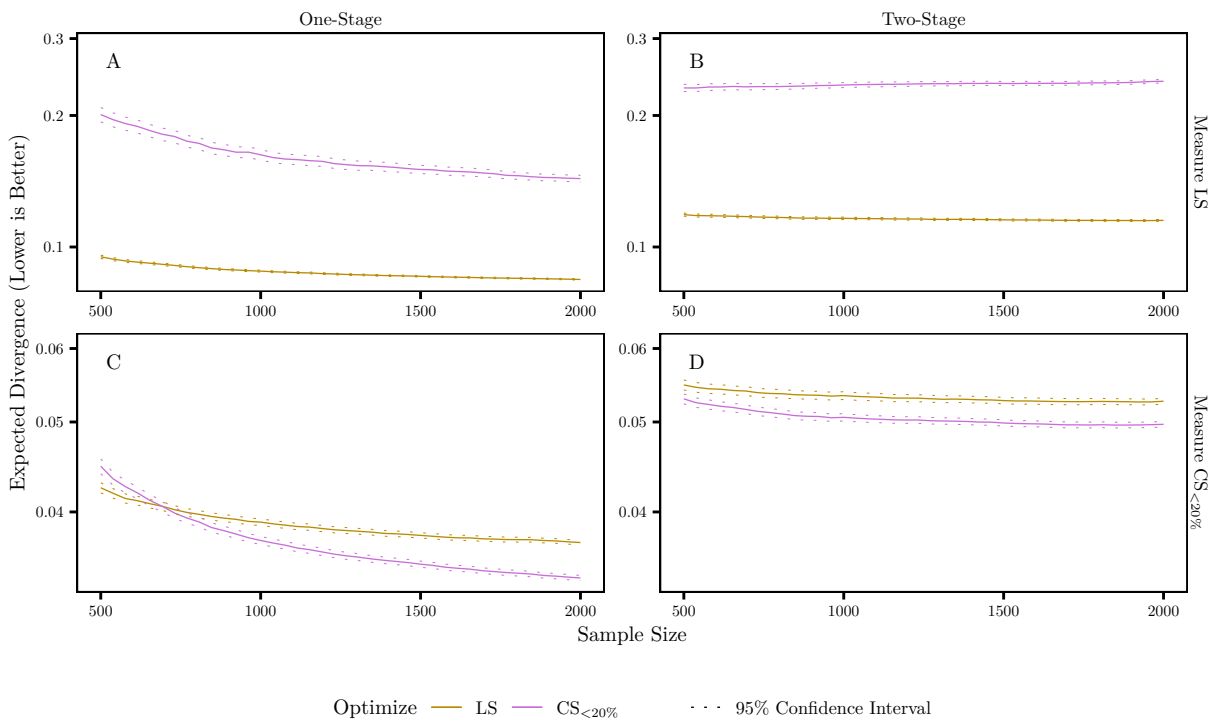 One-Stage
Two-Stage
Expected Divergence (Lower is Better)
A
B
0.3
0.2
0.1
0.3
0.2
0.1
500
1000
1500
2000
500
1000
1500
2000
Measure LS
C
D
0.06
0.05
0.04
0.06
0.05
0.04
500
1000
1500
2000
500
1000
1500
2000
Measure CS<20%
Sample Size
Optimize LS CS<20% 95% Confidence Interval